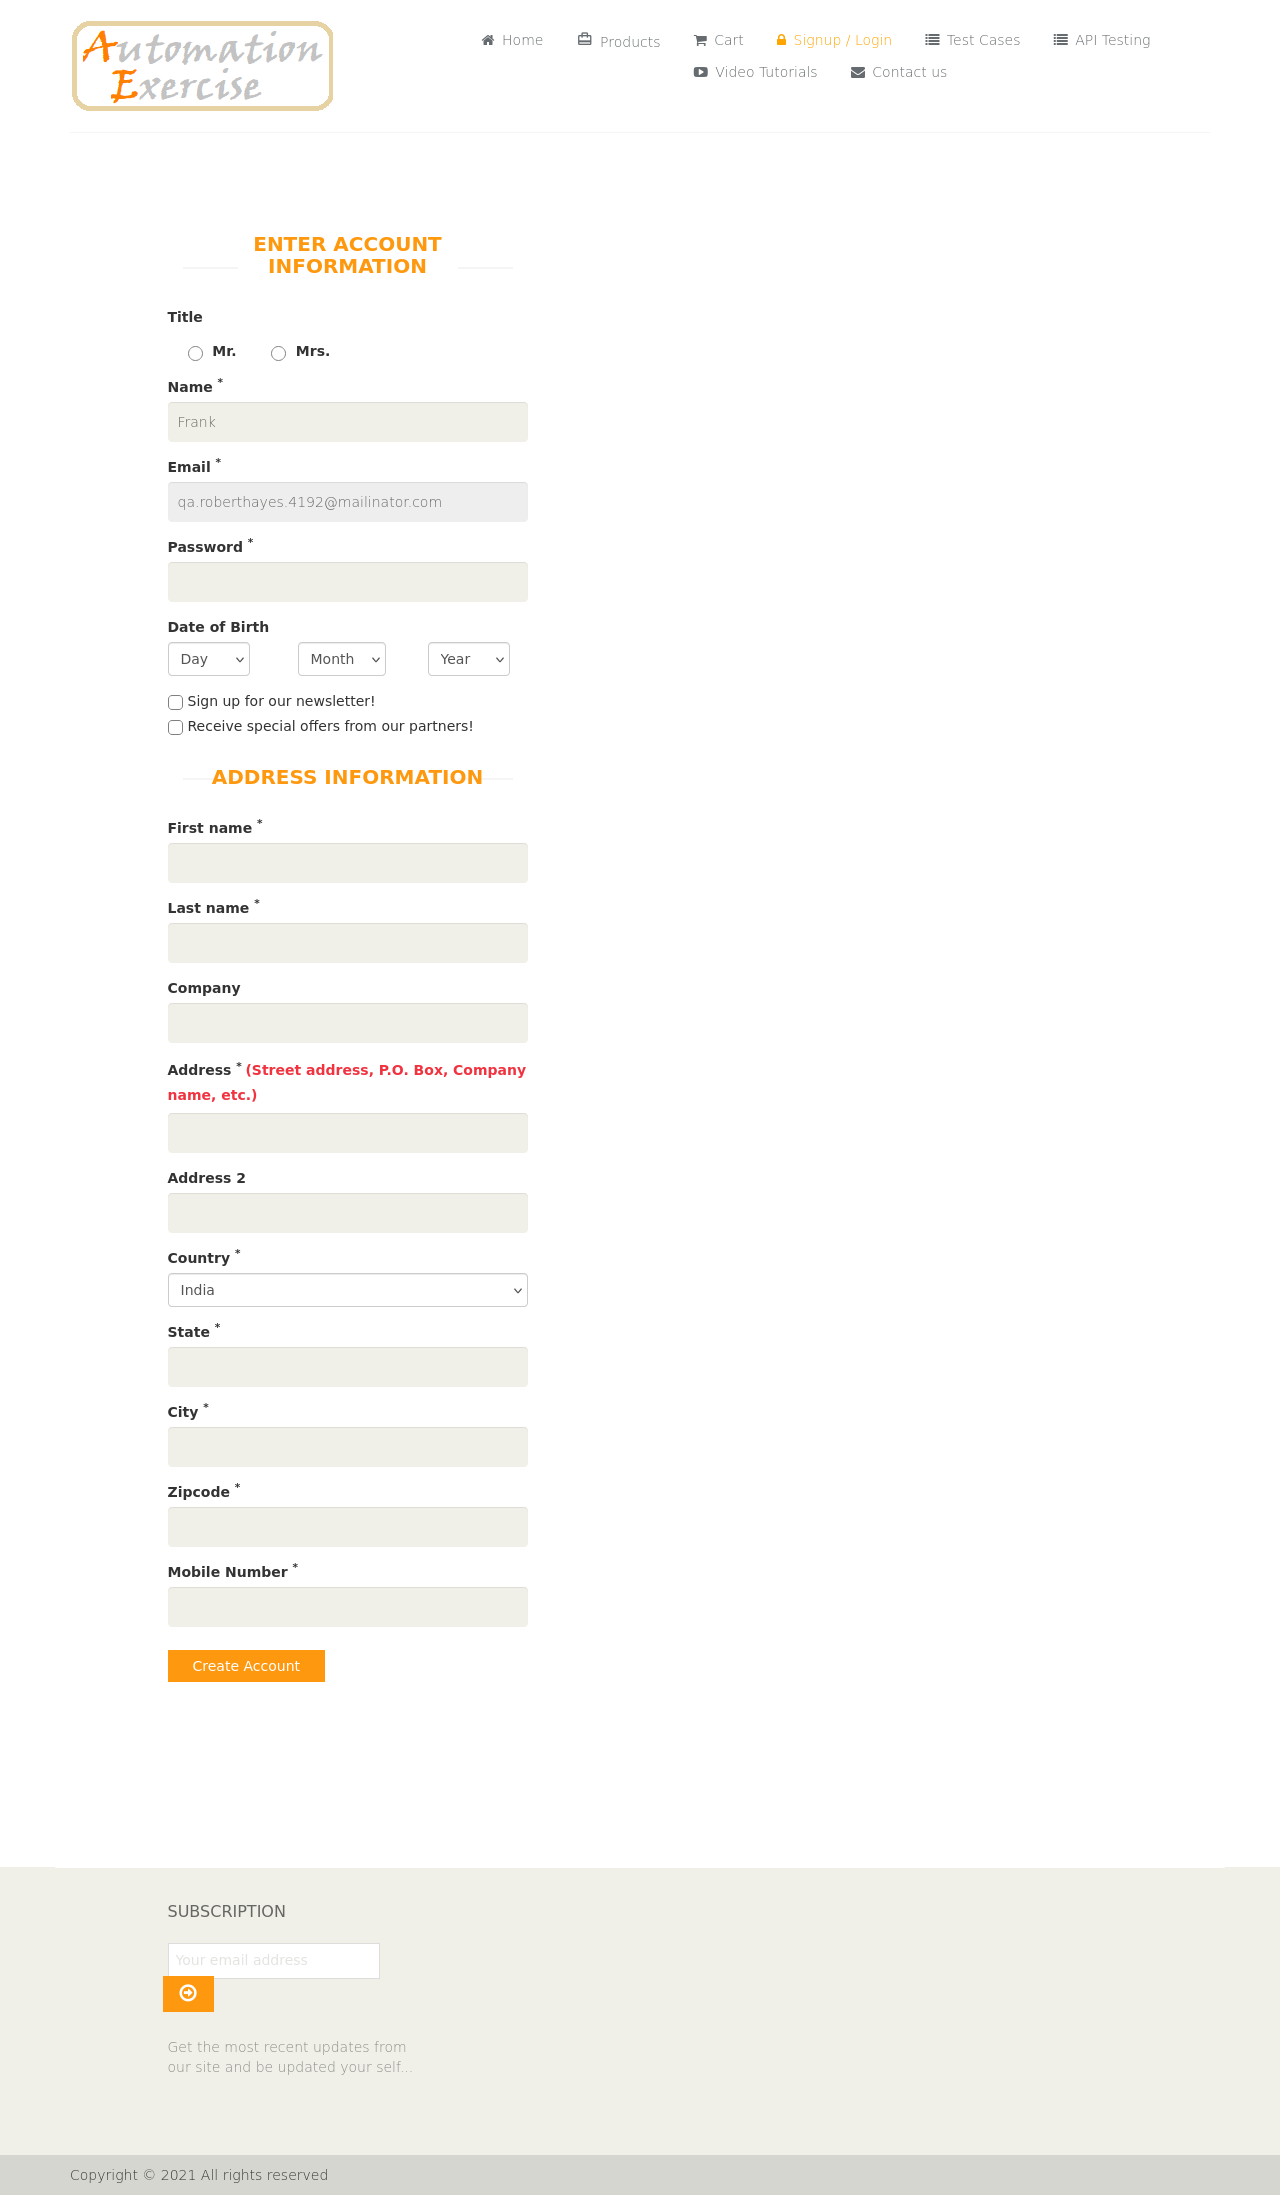 Automation
Exercise
Home Products Cart Signup / Login Test Cases API Testing
Video Tutorials Contact us
ENTER ACCOUNT
INFORMATION
Title
Mr. Mrs.
Name *
Frank
Email *
qa.roberthayes.4192@mailinator.com
Password *
Date of Birth
Day Month Year
Sign up for our newsletter!
Receive special offers from our partners!
ADDRESS INFORMATION
First name *
Last name *
Company
Address * (Street address, P.O. Box, Company
name, etc.)
Address 2
Country *
India
State *
City *
Zipcode *
Mobile Number *
Create Account
SUBSCRIPTION
Your email address
Get the most recent updates from
our site and be updated your self...
Copyright © 2021 All rights reserved